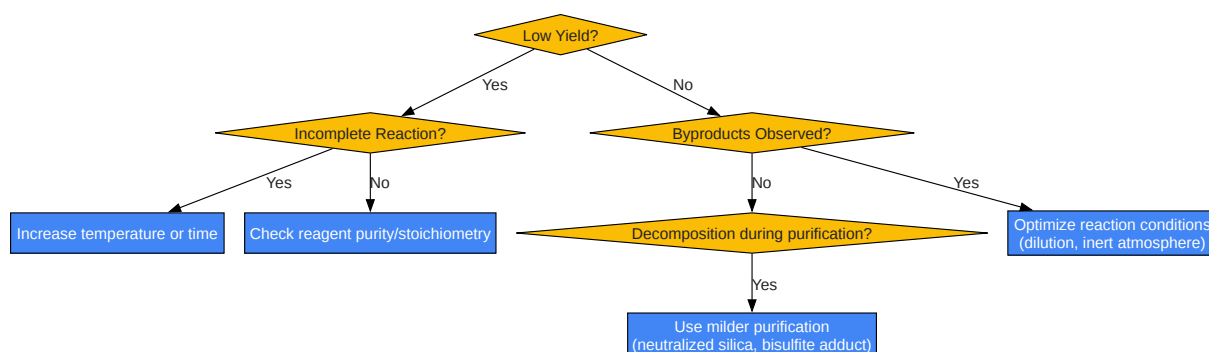 Low Yield?
Yes
No
Incomplete Reaction?
Byproducts Observed?
Yes
No
No
Yes
Increase temperature or time
Check reagent purity/stoichiometry
Decomposition during purification?
Optimize reaction conditions
(dilution, inert atmosphere)
Yes
Use milder purification
(neutralized silica, bisulfite adduct)